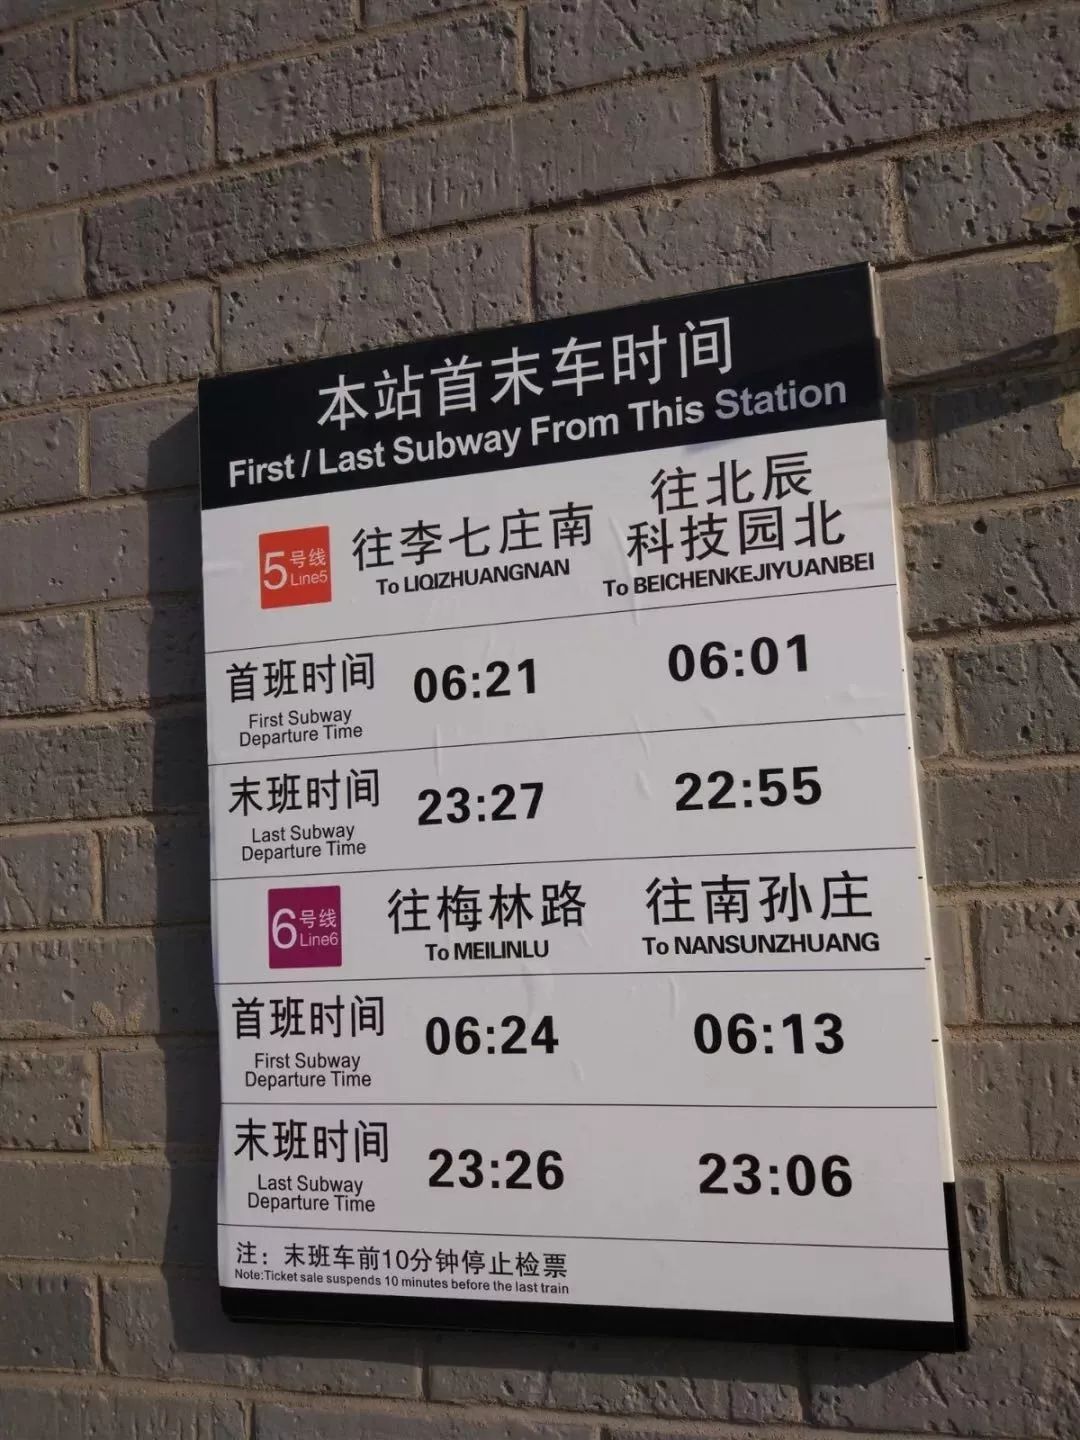 本站首末车时间
First / Last Subway From This Station
5号线
Line5
往李七庄南
To LIQIZHUANGNAN
往北辰
科技园北
To BEICHENKEJIYUANBEI
首班时间
First Subway
Departure Time
06:21
06:01
末班时间
Last Subway
Departure Time
23:27
22:55
6号线
Line6
往梅林路
To MEILINLU
往南孙庄
To NANSUNZHUANG
首班时间
First Subway
Departure Time
06:24
06:13
末班时间
Last Subway
Departure Time
23:26
23:06
注：末班车前10分钟停止检票
Note:Ticket sale suspends 10 minutes before the last train